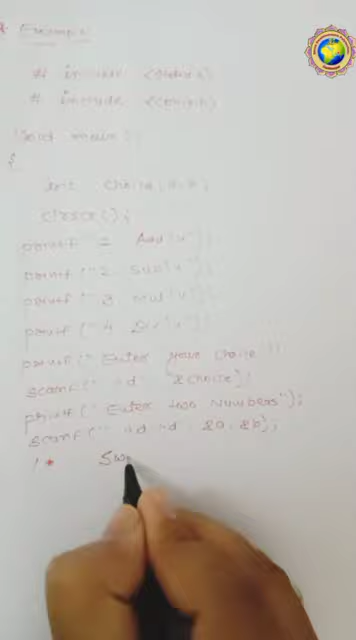 Example
# include <stdio.h>
# include <conio.h>
Void main()
{
int choice, a, b;
clrscr();
printf(" Add \n");
printf(" 2. Sub \n");
printf(" 3 Mul \n");
printf(" 4 Div \n");
printf(" Enter your choice ");
scanf(" %d", &choice);
printf(" Enter two Numbers");
scanf(" %d %d, &a, &b);
/* Sw